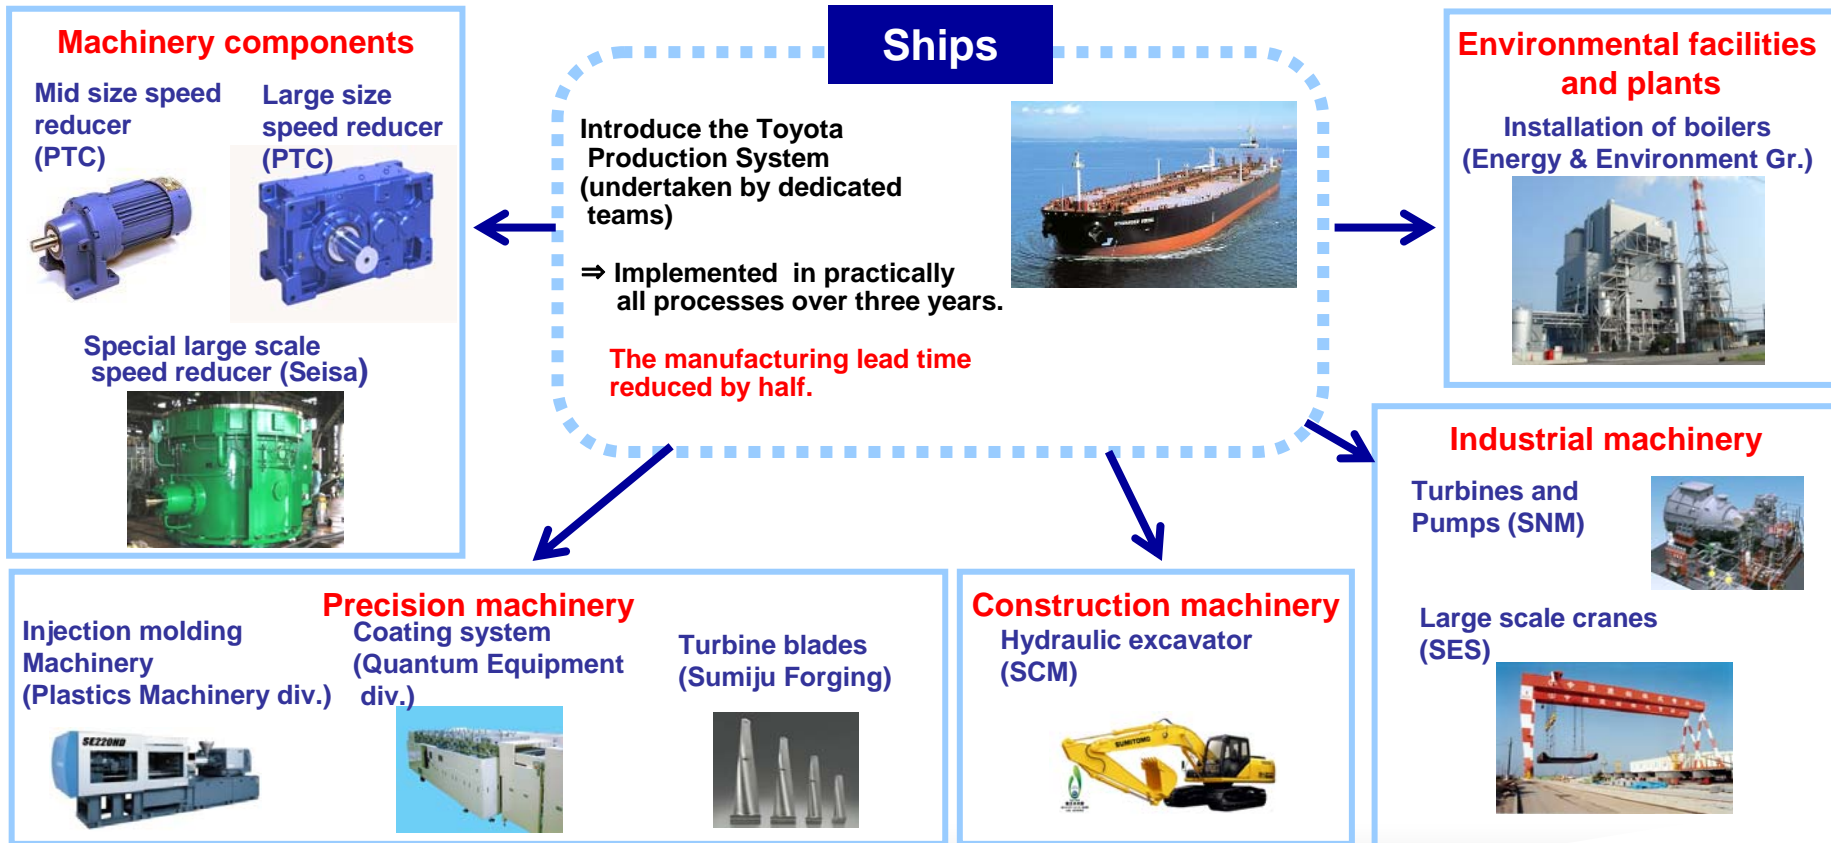 Ships
Introduce the Toyota
Production System
(undertaken by dedicated
teams)
⇒ Implemented in practically
all processes over three years.
The manufacturing lead time
reduced by half.
Machinery components
Mid size speed
reducer
(PTC)
Large size
speed reducer
(PTC)
Special large scale
speed reducer (Seisa)
Environmental facilities
and plants
Installation of boilers
(Energy & Environment Gr.)
Industrial machinery
Turbines and
Pumps (SNM)
Large scale cranes
(SES)
Precision machinery
Injection molding
Machinery
(Plastics Machinery div.)
SE220HD
Coating system
(Quantum Equipment
div.)
Turbine blades
(Sumiju Forging)
Construction machinery
Hydraulic excavator
(SCM)
SUMITOMO